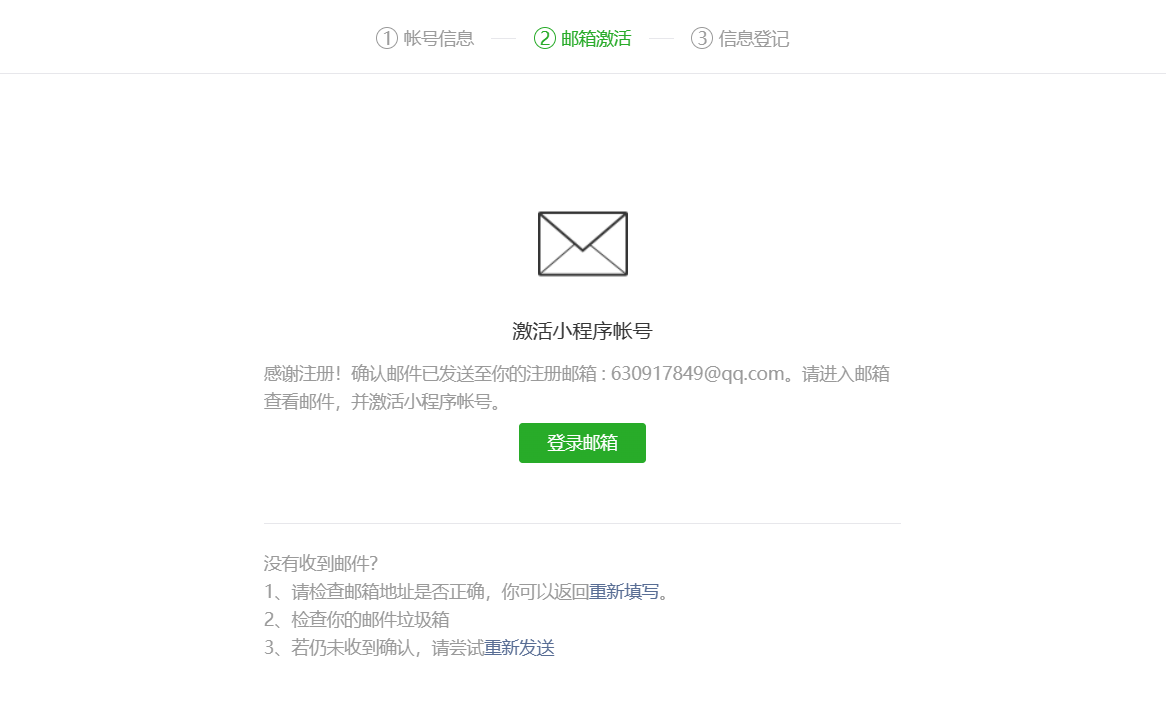 ① 帐号信息 ② 邮箱激活 ③ 信息登记
激活小程序帐号
感谢注册！确认邮件已发送至你的注册邮箱 : 630917849@qq.com。请进入邮箱
查看邮件，并激活小程序帐号。
登录邮箱
没有收到邮件？
1、请检查邮箱地址是否正确，你可以返回重新填写。
2、检查你的邮件垃圾箱
3、若仍未收到确认，请尝试重新发送